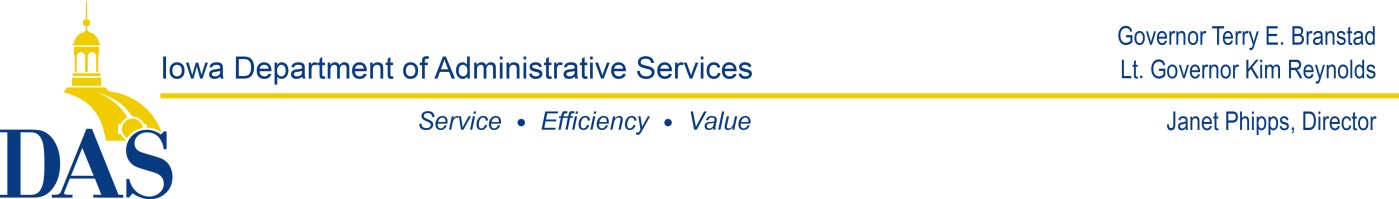 Governor Terry E. Branstad
Iowa Department of Administrative Services
Lt. Governor Kim Reynolds
Service • Efficiency • Value
Janet Phipps, Director
DAS